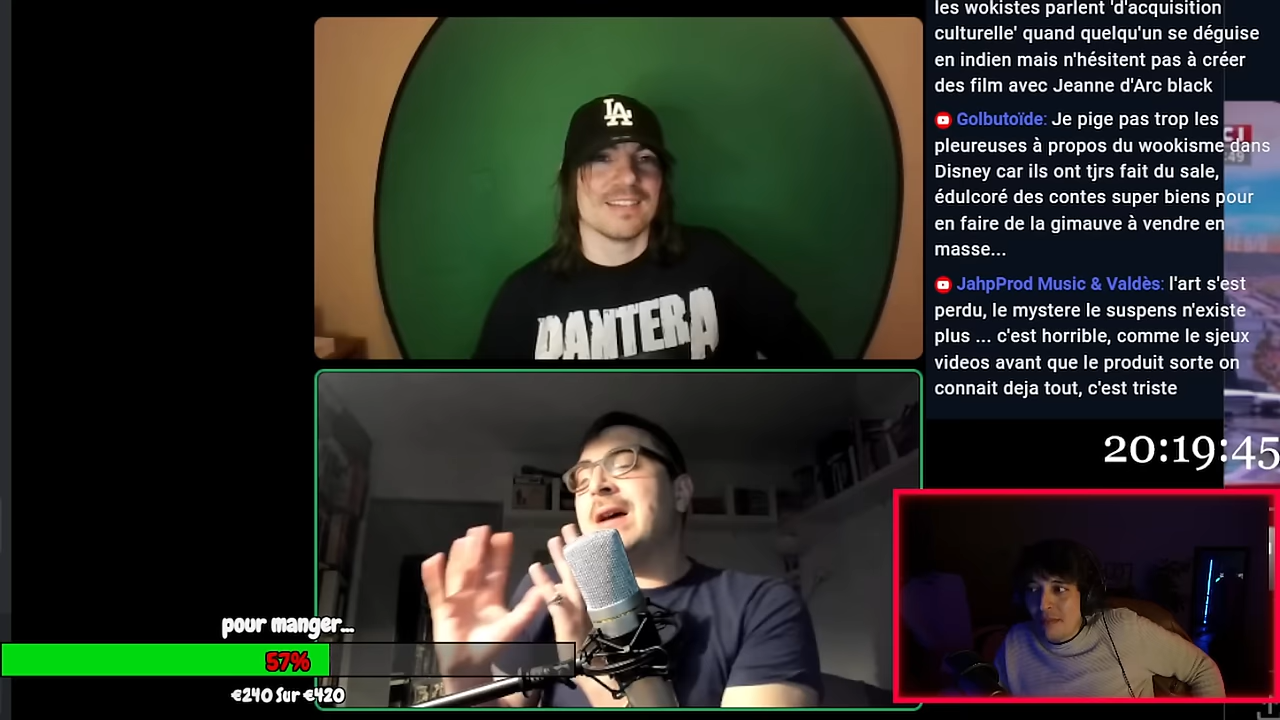 les wokistes parlent 'd'acquisition
culturelle' quand quelqu'un se déguise
en indien mais n'hésitent pas à créer
des film avec Jeanne d'Arc black
Golbutoïde: Je pige pas trop les
pleureuses à propos du wookisme dans
Disney car ils ont tjrs fait du sale,
édulcoré des contes super biens pour
en faire de la gimauve à vendre en
masse...
JahpProd Music & Valdès: l'art s'est
perdu, le mystere le suspens n'existe
plus ... c'est horrible, comme le sjeux
videos avant que le produit sorte on
connait deja tout, c'est triste
LA
PANTERA
20:19:45
pour manger...
57%
€240 Sur €420